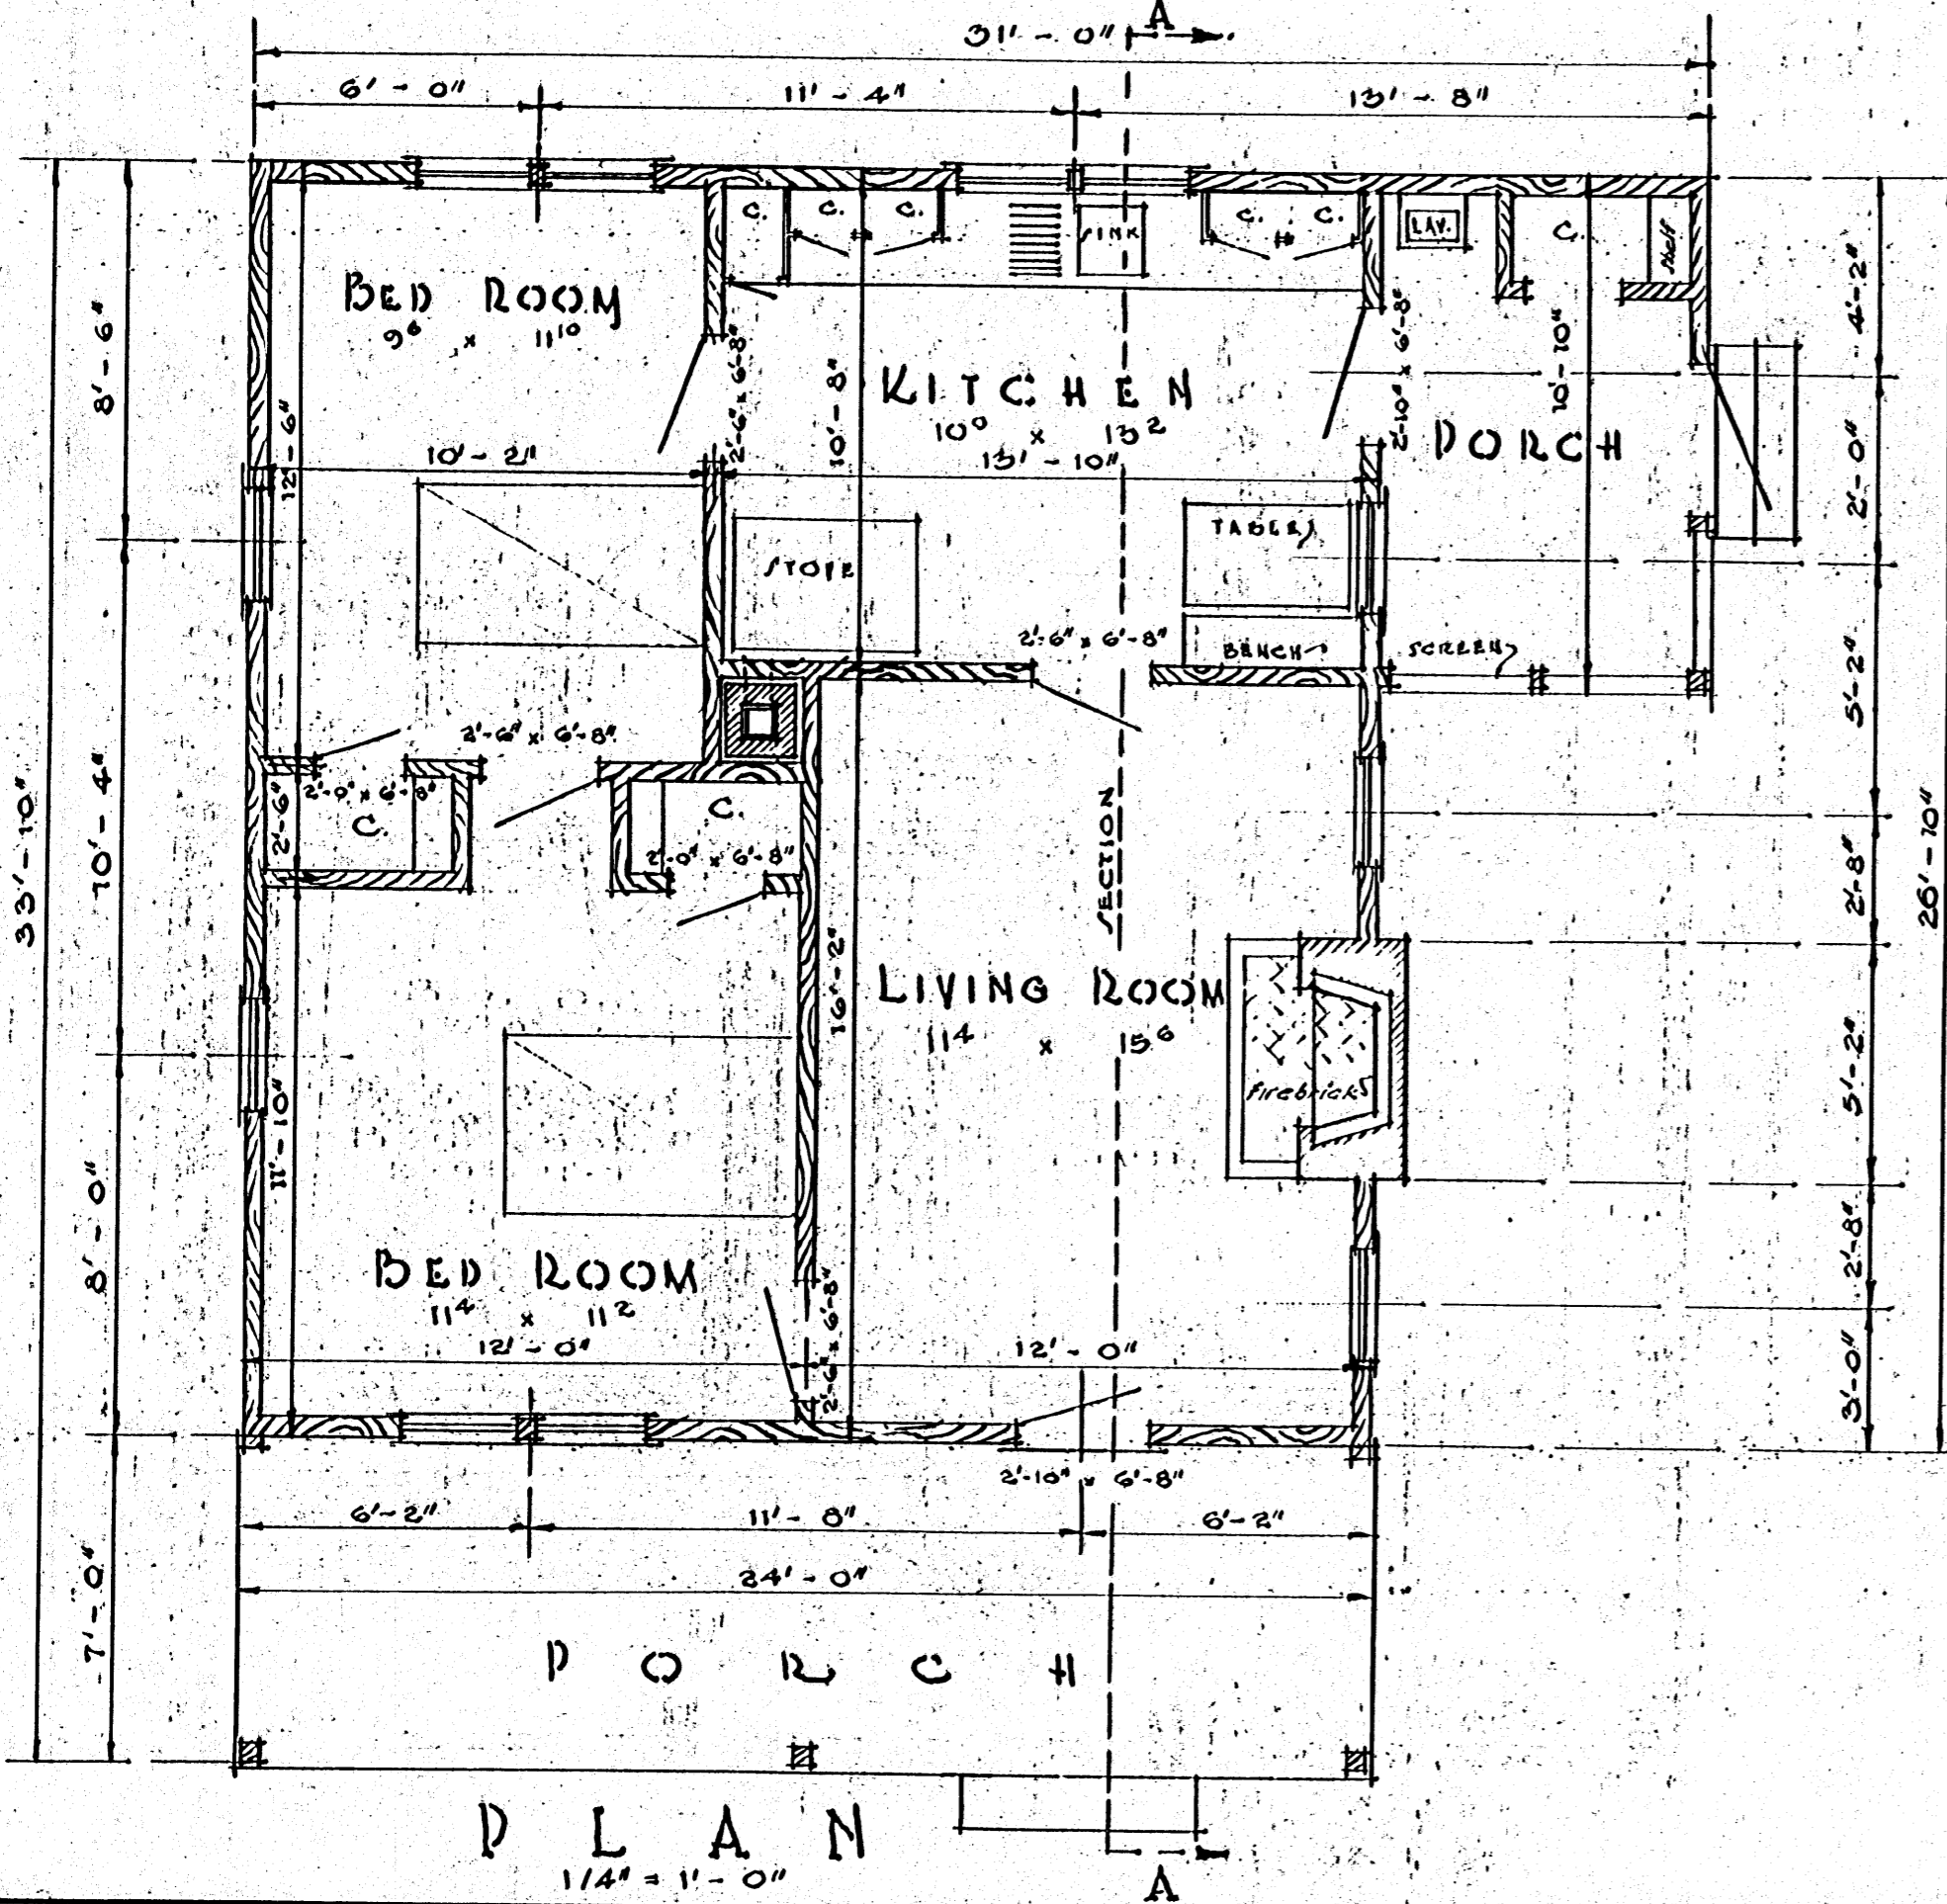 A
31'-0"
6'-0" 11'-4" 13'-8"
C. C. C. SINK C. C. LAV. C. Shelf
BED ROOM
9⁶ x 11¹⁰
8'-6"
12'-6"
2'-6" x 6'-8"
10'-8"
KITCHEN
10⁰ x 13²
13'-10"
10'-2"
2'-10" x 6'-8"
10'-10"
PORCH
4'-2"
2'-0"
STOVE
TABLE
BENCH
2'-6" x 6'-8"
SCREEN
5'-2"
33'-10"
10'-4"
2'-6" x 6'-8"
2'-0" x 6'-8"
2'-6"
C.
C.
2'-0" x 6'-8"
SECTION
2'-8"
26'-10"
16'-2"
LIVING ROOM
11⁴ x 15⁶
Firebricks
5'-2"
11'-10"
8'-0"
BED ROOM
11⁴ x 11²
12'-0"
2'-6" x 6'-8"
12'-0"
2'-8"
3'-0"
2'-10" x 6'-8"
6'-2" 11'-8" 6'-2"
24'-0"
7'-0"
PORCH
PLAN
1/4" = 1'-0"
A